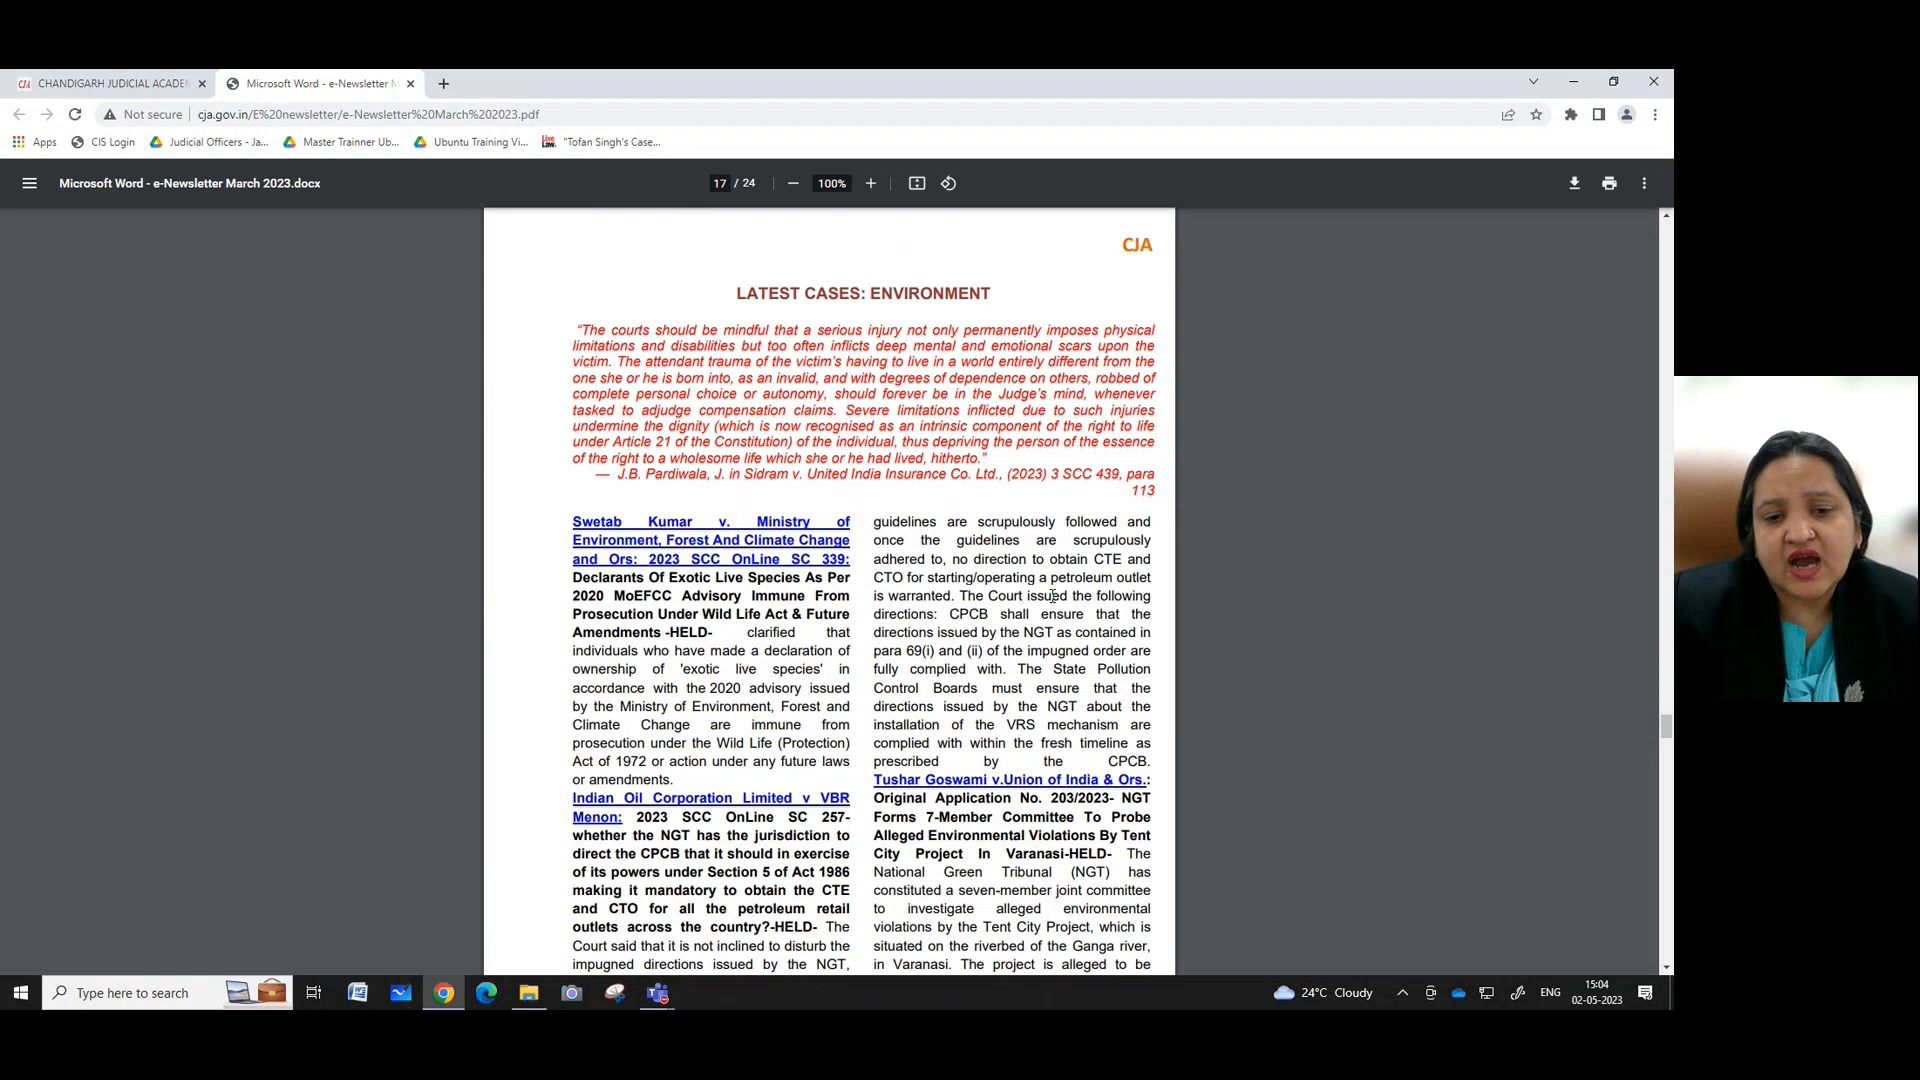 CJA CHANDIGARH JUDICIAL ACADEM
Microsoft Word - e-Newsletter M
Not secure cja.gov.in/E%20newsletter/e-Newsletter%20March%202023.pdf
Apps CIS Login Judicial Officers - Ja... Master Trainner Ub... Ubuntu Training Vi... Live Law. "Tofan Singh's Case...
Microsoft Word - e-Newsletter March 2023.docx 17 / 24 100%
CJA
LATEST CASES: ENVIRONMENT
“The courts should be mindful that a serious injury not only permanently imposes physical
limitations and disabilities but too often inflicts deep mental and emotional scars upon the
victim. The attendant trauma of the victim's having to live in a world entirely different from the
one she or he is born into, as an invalid, and with degrees of dependence on others, robbed of
complete personal choice or autonomy, should forever be in the Judge's mind, whenever
tasked to adjudge compensation claims. Severe limitations inflicted due to such injuries
undermine the dignity (which is now recognised as an intrinsic component of the right to life
under Article 21 of the Constitution) of the individual, thus depriving the person of the essence
of the right to a wholesome life which she or he had lived, hitherto.”
— J.B. Pardiwala, J. in Sidram v. United India Insurance Co. Ltd., (2023) 3 SCC 439, para
113
Swetab Kumar v. Ministry of
Environment, Forest And Climate Change
and Ors: 2023 SCC OnLine SC 339:
Declarants Of Exotic Live Species As Per
2020 MoEFCC Advisory Immune From
Prosecution Under Wild Life Act & Future
Amendments -HELD- clarified that
individuals who have made a declaration of
ownership of 'exotic live species' in
accordance with the 2020 advisory issued
by the Ministry of Environment, Forest and
Climate Change are immune from
prosecution under the Wild Life (Protection)
Act of 1972 or action under any future laws
or amendments.
Indian Oil Corporation Limited v VBR
Menon: 2023 SCC OnLine SC 257-
whether the NGT has the jurisdiction to
direct the CPCB that it should in exercise
of its powers under Section 5 of Act 1986
making it mandatory to obtain the CTE
and CTO for all the petroleum retail
outlets across the country?-HELD- The
Court said that it is not inclined to disturb the
impugned directions issued by the NGT,
guidelines are scrupulously followed and
once the guidelines are scrupulously
adhered to, no direction to obtain CTE and
CTO for starting/operating a petroleum outlet
is warranted. The Court issued the following
directions: CPCB shall ensure that the
directions issued by the NGT as contained in
para 69(i) and (ii) of the impugned order are
fully complied with. The State Pollution
Control Boards must ensure that the
directions issued by the NGT about the
installation of the VRS mechanism are
complied with within the fresh timeline as
prescribed by the CPCB.
Tushar Goswami v.Union of India & Ors.:
Original Application No. 203/2023- NGT
Forms 7-Member Committee To Probe
Alleged Environmental Violations By Tent
City Project In Varanasi-HELD- The
National Green Tribunal (NGT) has
constituted a seven-member joint committee
to investigate alleged environmental
violations by the Tent City Project, which is
situated on the riverbed of the Ganga river,
in Varanasi. The project is alleged to be
Type here to search
24°C Cloudy
ENG
15:04
02-05-2023